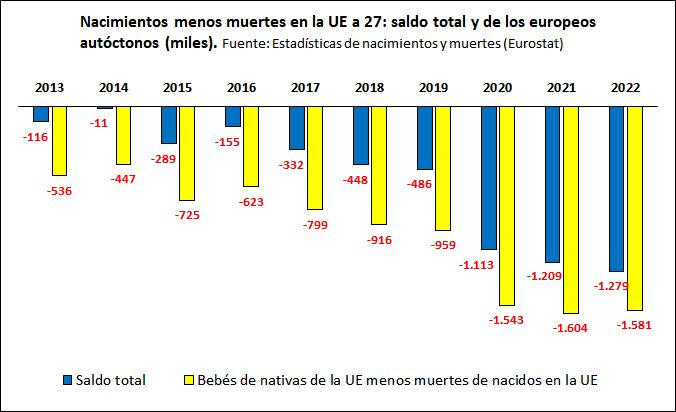 Nacimientos menos muertes en la UE a 27: saldo total y de los europeos
autóctonos (miles). Fuente: Estadísticas de nacimientos y muertes (Eurostat)
2013 2014 2015 2016 2017 2018 2019 2020 2021 2022
-116 -11 -289 -155 -332 -448 -486 -1.113 -1.209 -1.279
-536 -447 -725 -623 -799 -916 -959 -1.543 -1.604 -1.581
Saldo total Bebés de nativas de la UE menos muertes de nacidos en la UE